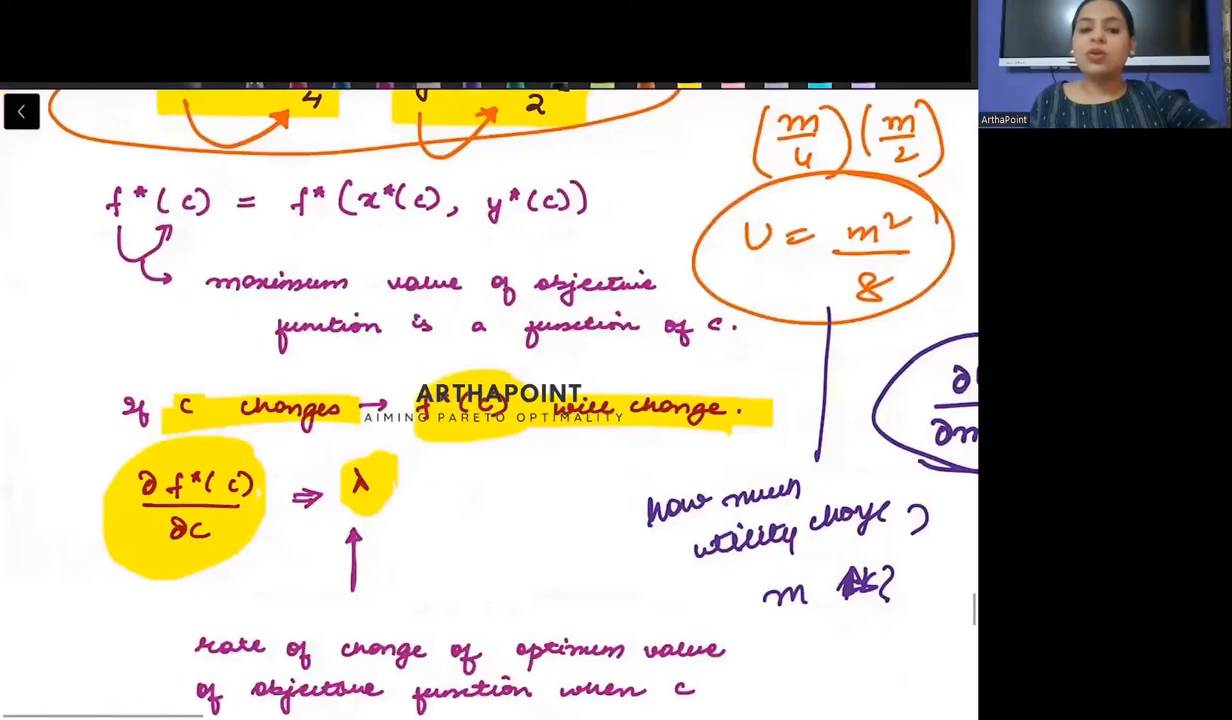 4 2
(m/4) (m/2)
f*(c) = f*(x*(c), y*(c))
U = m²/8
maximum value of objective
function is a function of c.
If c changes → f*(c) will change.
ARTHAPOINT.
AIMING PARETO OPTIMALITY
∂f*(c)/∂c ⇒ λ
∂
∂m
how much
utility change
m
rate of change of optimum value
of objective function when c
ArthaPoint